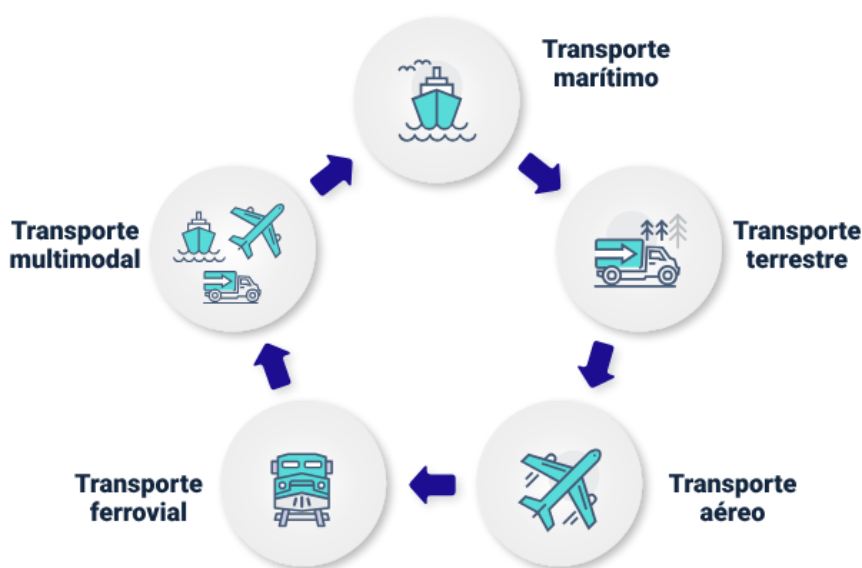 Transporte
marítimo
Transporte
terrestre
Transporte
aéreo
Transporte
ferrovial
Transporte
multimodal